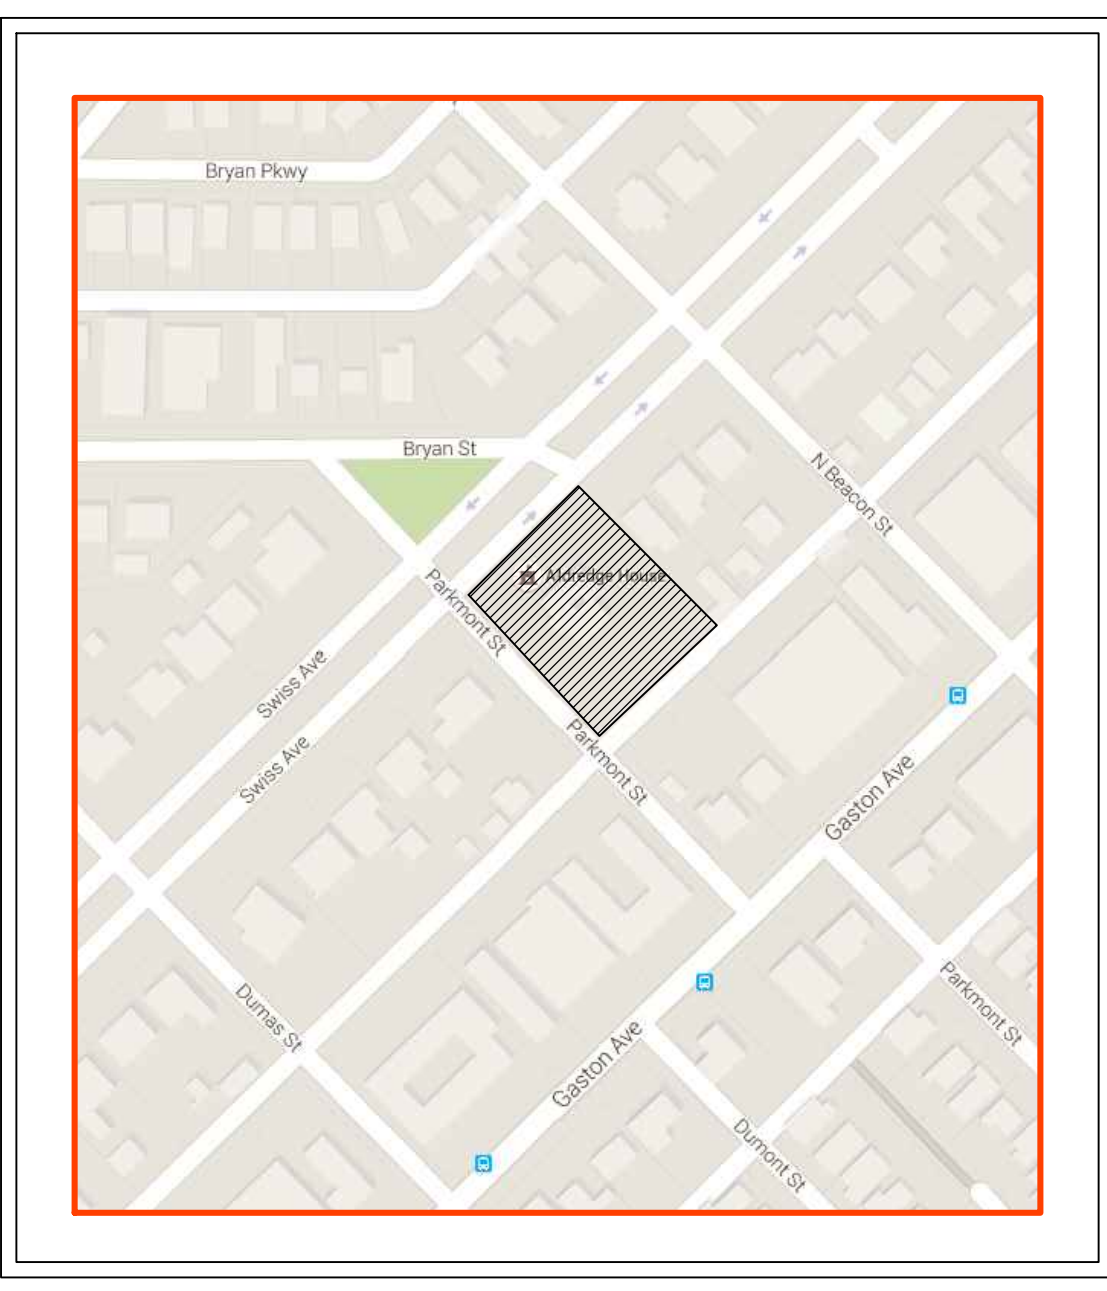 Bryan Pkwy
Bryan St
N Beacon St
Aldredge House
Parkmont St
Swiss Ave
Swiss Ave
Parkmont St
Gaston Ave
Parkmont St
Dumas St
Gaston Ave
Dumont St